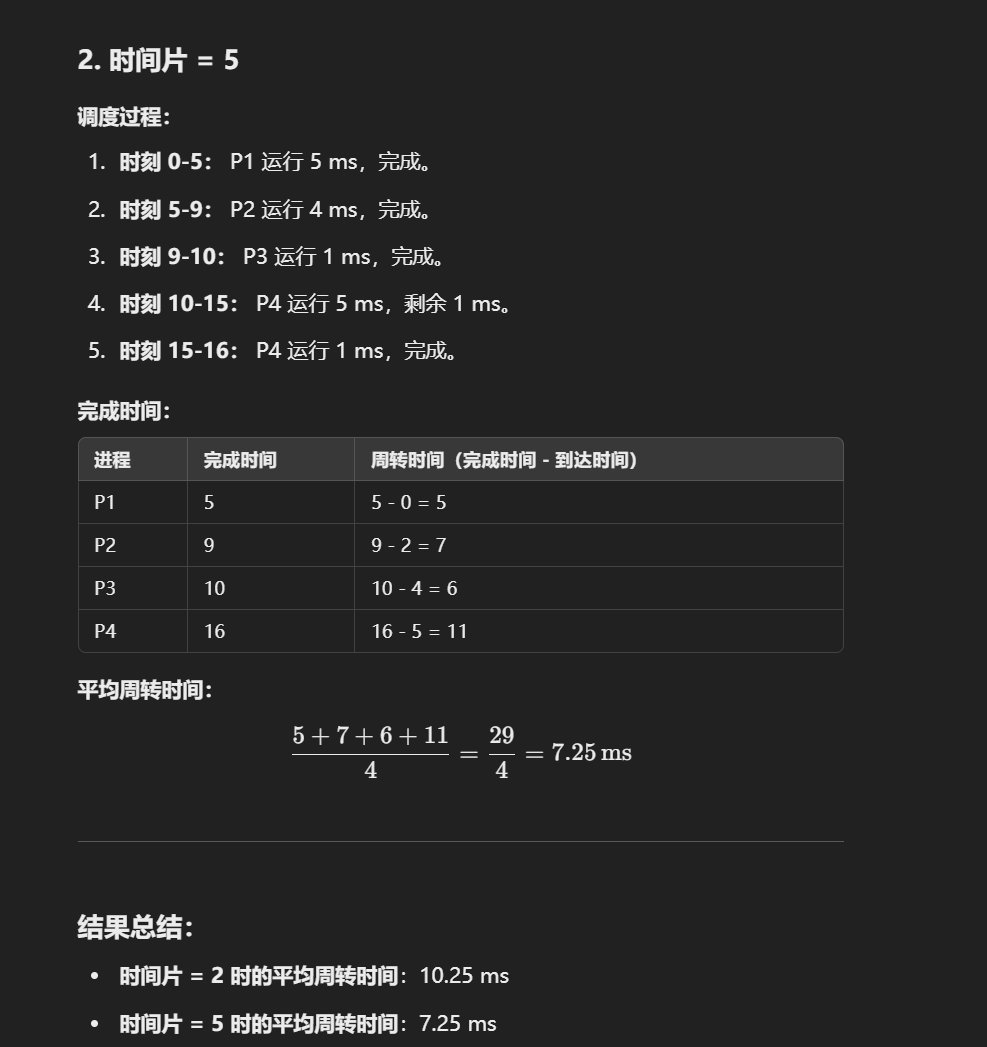 2. 时间片 = 5
调度过程：
1. 时刻 0-5： P1 运行 5 ms，完成。
2. 时刻 5-9： P2 运行 4 ms，完成。
3. 时刻 9-10： P3 运行 1 ms，完成。
4. 时刻 10-15： P4 运行 5 ms，剩余 1 ms。
5. 时刻 15-16： P4 运行 1 ms，完成。
完成时间：
进程 完成时间 周转时间（完成时间 - 到达时间）
P1 5 5 - 0 = 5
P2 9 9 - 2 = 7
P3 10 10 - 4 = 6
P4 16 16 - 5 = 11
平均周转时间：
5 + 7 + 6 + 11
4
=
29
4
= 7.25 ms
结果总结：
• 时间片 = 2 时的平均周转时间：10.25 ms
• 时间片 = 5 时的平均周转时间：7.25 ms